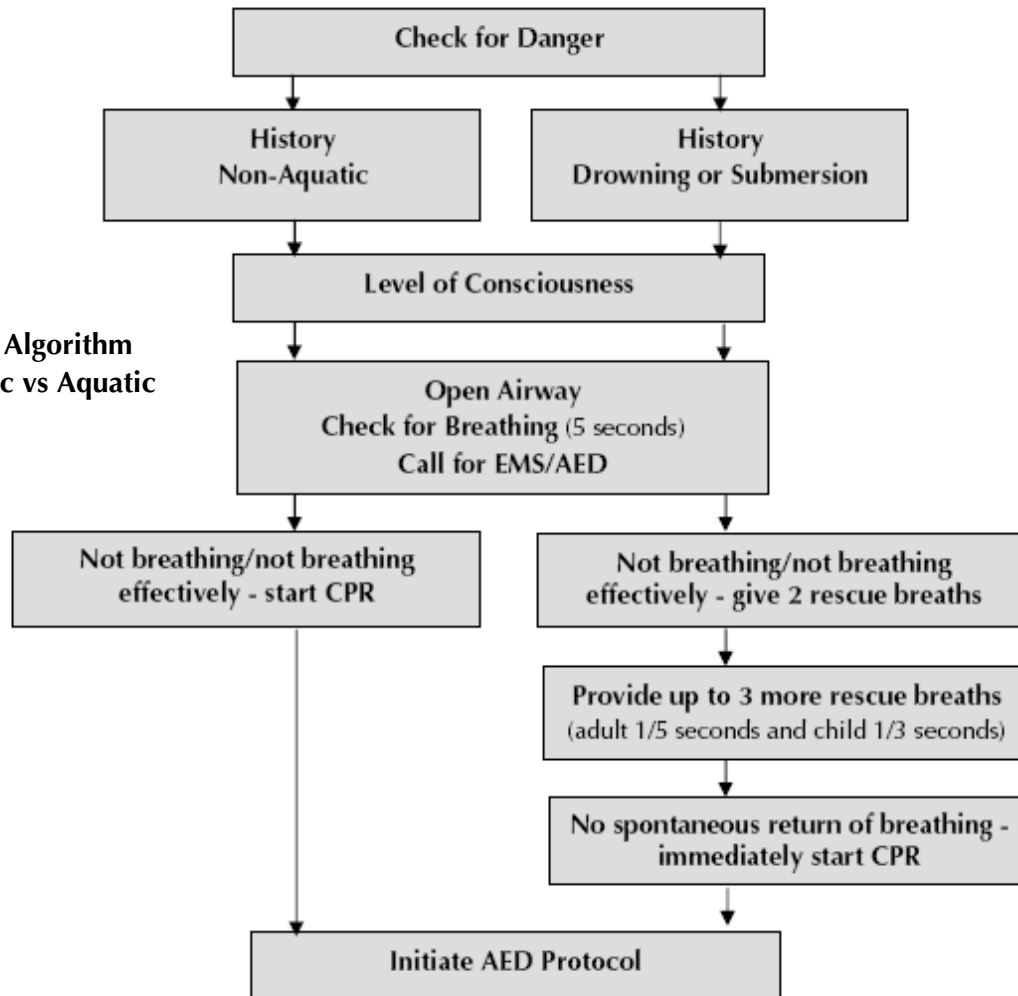 Check for Danger
History
Non-Aquatic
History
Drowning or Submersion
Level of Consciousness
Algorithm
c vs Aquatic
Open Airway
Check for Breathing (5 seconds)
Call for EMS/AED
Not breathing/not breathing
effectively - start CPR
Not breathing/not breathing
effectively - give 2 rescue breaths
Provide up to 3 more rescue breaths
(adult 1/5 seconds and child 1/3 seconds)
No spontaneous return of breathing -
immediately start CPR
Initiate AED Protocol